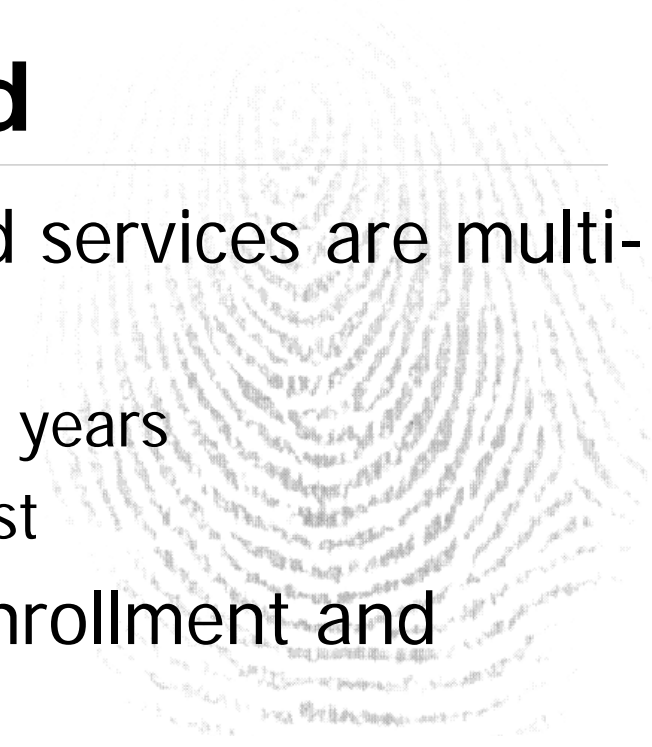 d
d services are multi-
years
st
nrollment and